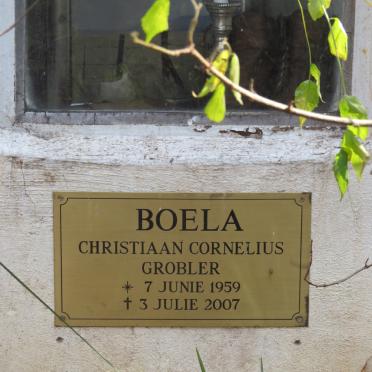 BOELA
CHRISTIAAN CORNELIUS
GROBLER
* 7 JUNIE 1959
† 3 JULIE 2007